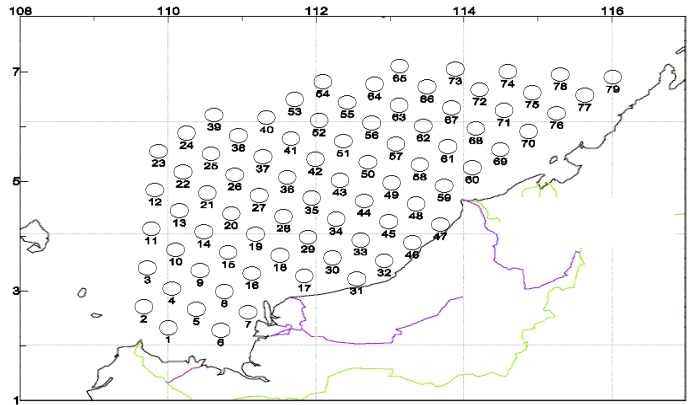 108 110 112 114 116
7 65 73 74 78 79
54 64 66 72 75 77
53 55 63 67 71 76
39 40 52 56 62 68 70
24 38 41 51 57 61 69
23 25 37 42 50 58 60
5 22 26 36 43 49 59
12 21 27 35 44 48
13 20 28 34 45 47
11 14 19 29 33 46
10 15 18 30 32
3 9 16 17 31
3 4 8
2 5 7
1 6
1